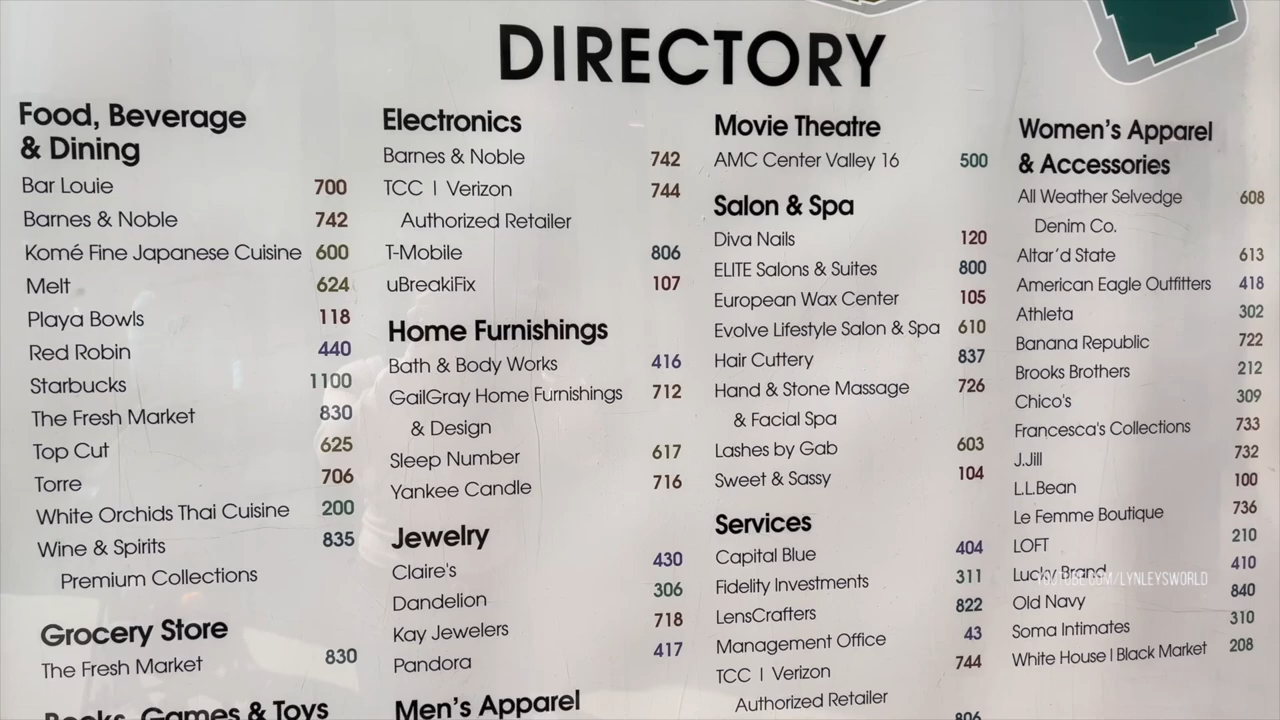 DIRECTORY
Food, Beverage
& Dining
Bar Louie 700
Barnes & Noble 742
Komé Fine Japanese Cuisine 600
Melt 624
Playa Bowls 118
Red Robin 440
Starbucks 1100
The Fresh Market 830
Top Cut 625
Torre 706
White Orchids Thai Cuisine 200
Wine & Spirits 835
Premium Collections
Grocery Store
The Fresh Market 830
Books, Games & Toys
Electronics
Barnes & Noble 742
TCC | Verizon 744
Authorized Retailer
T-Mobile 806
uBreakiFix 107
Home Furnishings
Bath & Body Works 416
GailGray Home Furnishings 712
& Design
Sleep Number 617
Yankee Candle 716
Jewelry
Claire's 430
Dandelion 306
Kay Jewelers 718
Pandora 417
Men's Apparel
Movie Theatre
AMC Center Valley 16 500
Salon & Spa
Diva Nails 120
ELITE Salons & Suites 800
European Wax Center 105
Evolve Lifestyle Salon & Spa 610
Hair Cuttery 837
Hand & Stone Massage 726
& Facial Spa
Lashes by Gab 603
Sweet & Sassy 104
Services
Capital Blue 404
Fidelity Investments 311
LensCrafters 822
Management Office 43
TCC | Verizon 744
Authorized Retailer
806
Women's Apparel
& Accessories
All Weather Selvedge 608
Denim Co.
Altar'd State 613
American Eagle Outfitters 418
Athleta 302
Banana Republic 722
Brooks Brothers 212
Chico's 309
Francesca's Collections 733
J.Jill 732
L.L.Bean 100
Le Femme Boutique 736
LOFT 210
Lucky Brand 410
Old Navy 840
Soma Intimates 310
White House | Black Market 208
YOUTUBE.COM/LYNLEYSWORLD